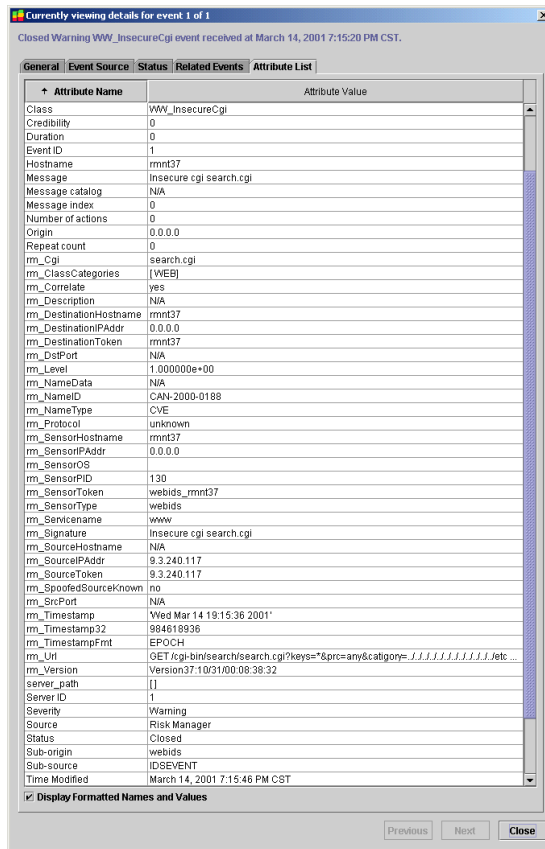 Currently viewing details for event 1 of 1
Closed Warning WW_InsecureCgi event received at March 14, 2001 7:15:20 PM CST.
General Event Source Status Related Events Attribute List
↑ Attribute Name Attribute Value
Class WW_InsecureCgi
Credibility 0
Duration 0
Event ID 1
Hostname rmnt37
Message Insecure cgi search.cgi
Message catalog N/A
Message index 0
Number of actions 0
Origin 0.0.0.0
Repeat count 0
rm_Cgi search.cgi
rm_ClassCategories [WEB]
rm_Correlate yes
rm_Description N/A
rm_DestinationHostname rmnt37
rm_DestinationIPAddr 0.0.0.0
rm_DestinationToken rmnt37
rm_DstPort N/A
rm_Level 1.000000e+00
rm_NameData N/A
rm_NameID CAN-2000-0188
rm_NameType CVE
rm_Protocol unknown
rm_SensorHostname rmnt37
rm_SensorIPAddr 0.0.0.0
rm_SensorOS
rm_SensorPID 130
rm_SensorToken webids_rmnt37
rm_SensorType webids
rm_Servicename www
rm_Signature Insecure cgi search.cgi
rm_SourceHostname N/A
rm_SourceIPAddr 9.3.240.117
rm_SourceToken 9.3.240.117
rm_SpoofedSourceKnown no
rm_SrcPort N/A
rm_Timestamp 'Wed Mar 14 19:15:36 2001'
rm_Timestamp32 984618936
rm_TimestampFmt EPOCH
rm_Url GET /cgi-bin/search/search.cgi?keys=*&prc=any&catigory=../../../../../../../../../../../../etc ...
rm_Version Version37:10/31/00:08:38:32
server_path []
Server ID 1
Severity Warning
Source Risk Manager
Status Closed
Sub-origin webids
Sub-source IDSEVENT
Time Modified March 14, 2001 7:15:46 PM CST
Display Formatted Names and Values
Previous Next Close